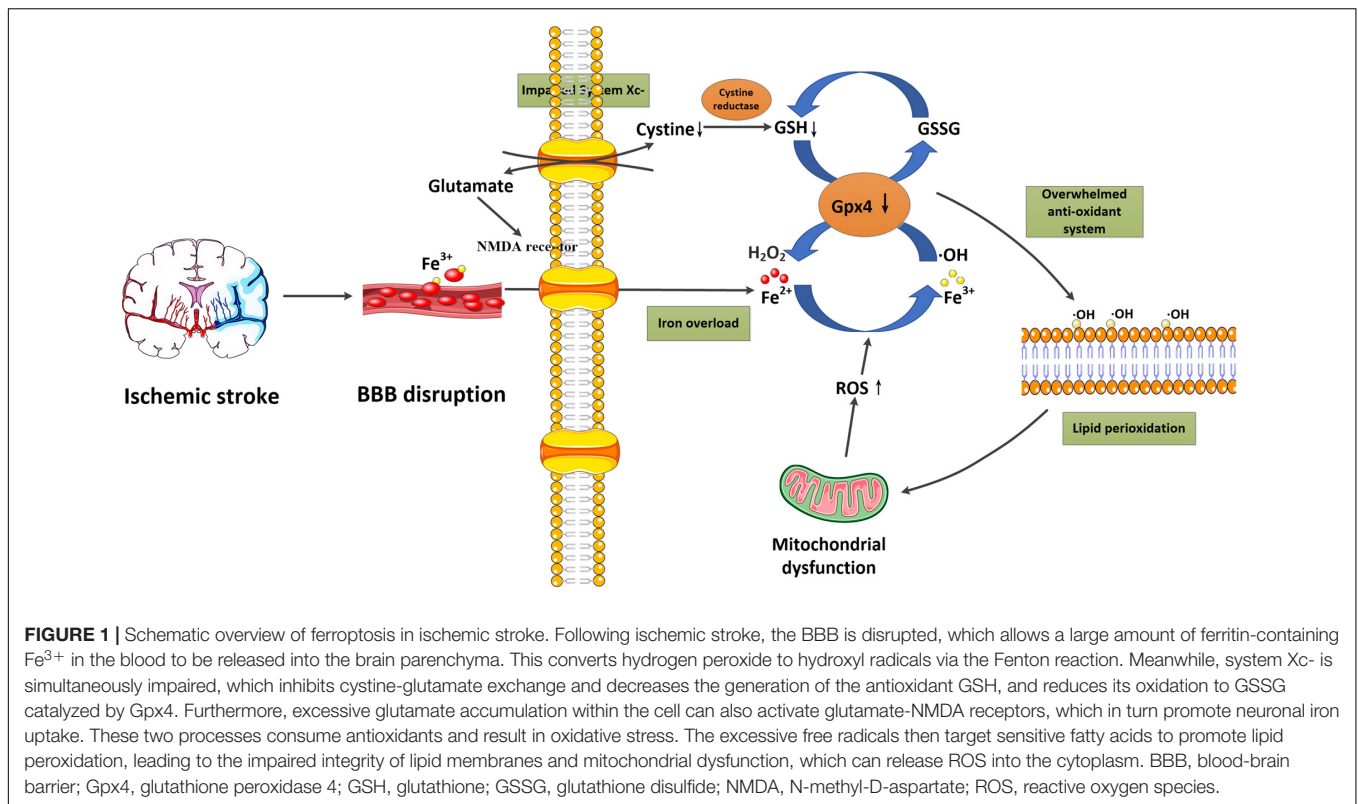 Impaired System Xc-
Cystine
reductase
Cystine↓
GSH↓
GSSG
Glutamate
Gpx4 ↓
Overwhelmed
anti-oxidant
system
NMDA receptor
Fe3+
H2O2
·OH
Fe2+
Fe3+
Iron overload
·OH
·OH
·OH
Ischemic stroke
BBB disruption
ROS ↑
Lipid perioxidation
Mitochondrial
dysfunction
FIGURE 1 | Schematic overview of ferroptosis in ischemic stroke. Following ischemic stroke, the BBB is disrupted, which allows a large amount of ferritin-containing
Fe3+ in the blood to be released into the brain parenchyma. This converts hydrogen peroxide to hydroxyl radicals via the Fenton reaction. Meanwhile, system Xc- is
simultaneously impaired, which inhibits cystine-glutamate exchange and decreases the generation of the antioxidant GSH, and reduces its oxidation to GSSG
catalyzed by Gpx4. Furthermore, excessive glutamate accumulation within the cell can also activate glutamate-NMDA receptors, which in turn promote neuronal iron
uptake. These two processes consume antioxidants and result in oxidative stress. The excessive free radicals then target sensitive fatty acids to promote lipid
peroxidation, leading to the impaired integrity of lipid membranes and mitochondrial dysfunction, which can release ROS into the cytoplasm. BBB, blood-brain
barrier; Gpx4, glutathione peroxidase 4; GSH, glutathione; GSSG, glutathione disulfide; NMDA, N-methyl-D-aspartate; ROS, reactive oxygen species.